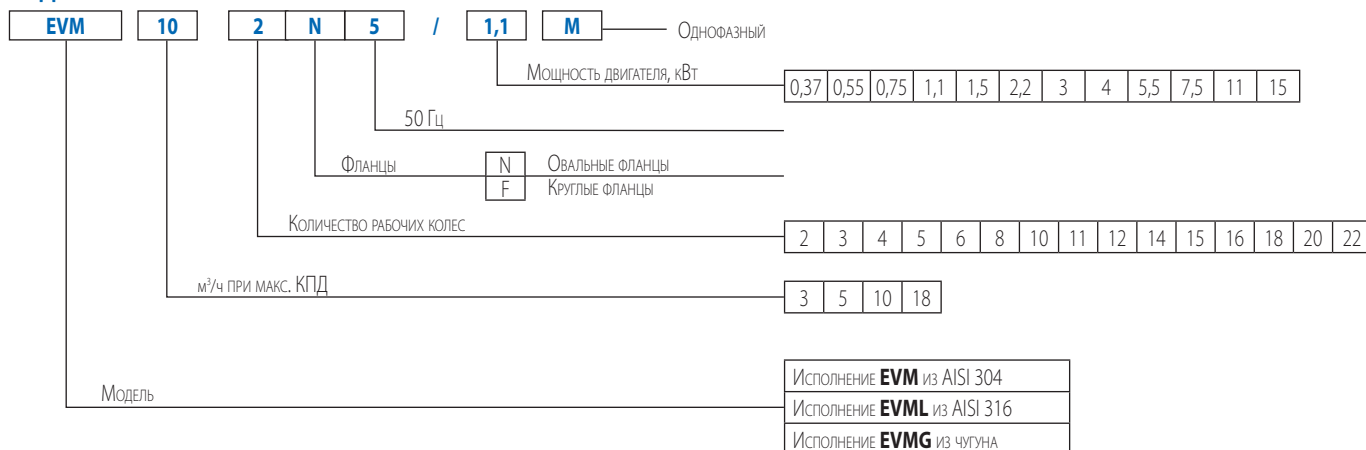 EVM 10 2 N 5 / 1,1 M Однофазный
Мощность двигателя, кВт
0,37 0,55 0,75 1,1 1,5 2,2 3 4 5,5 7,5 11 15
50 Гц
Фланцы N Овальные фланцы
F Круглые фланцы
Количество рабочих колес
2 3 4 5 6 8 10 11 12 14 15 16 18 20 22
м³/ч при макс. КПД
3 5 10 18
Исполнение EVM из AISI 304
Модель
Исполнение EVML из AISI 316
Исполнение EVMG из чугуна